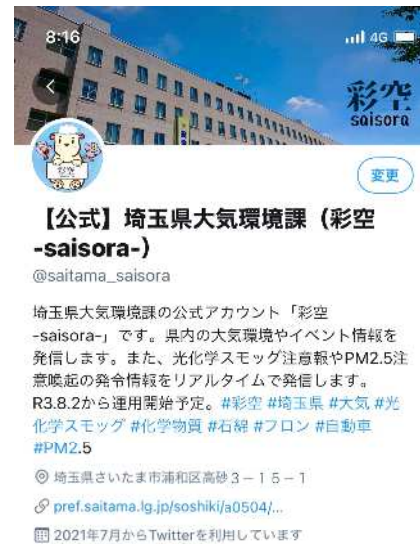 8:16
4G
彩空
saisora
彩空
変更
【公式】埼玉県大気環境課（彩空
-saisora-）
@saitama_saisora
埼玉県大気環境課の公式アカウント「彩空
-saisora-」です。県内の大気環境やイベント情報を
発信します。また、光化学スモッグ注意報やPM2.5注
意喚起の発令情報をリアルタイムで発信します。
R3.8.2から運用開始予定。#彩空 #埼玉県 #大気 #光
化学スモッグ #化学物質 #石綿 #フロン #自動車
#PM2.5
埼玉県さいたま市浦和区高砂３－１５－１
pref.saitama.lg.jp/soshiki/a0504/...
2021年7月からTwitterを利用しています